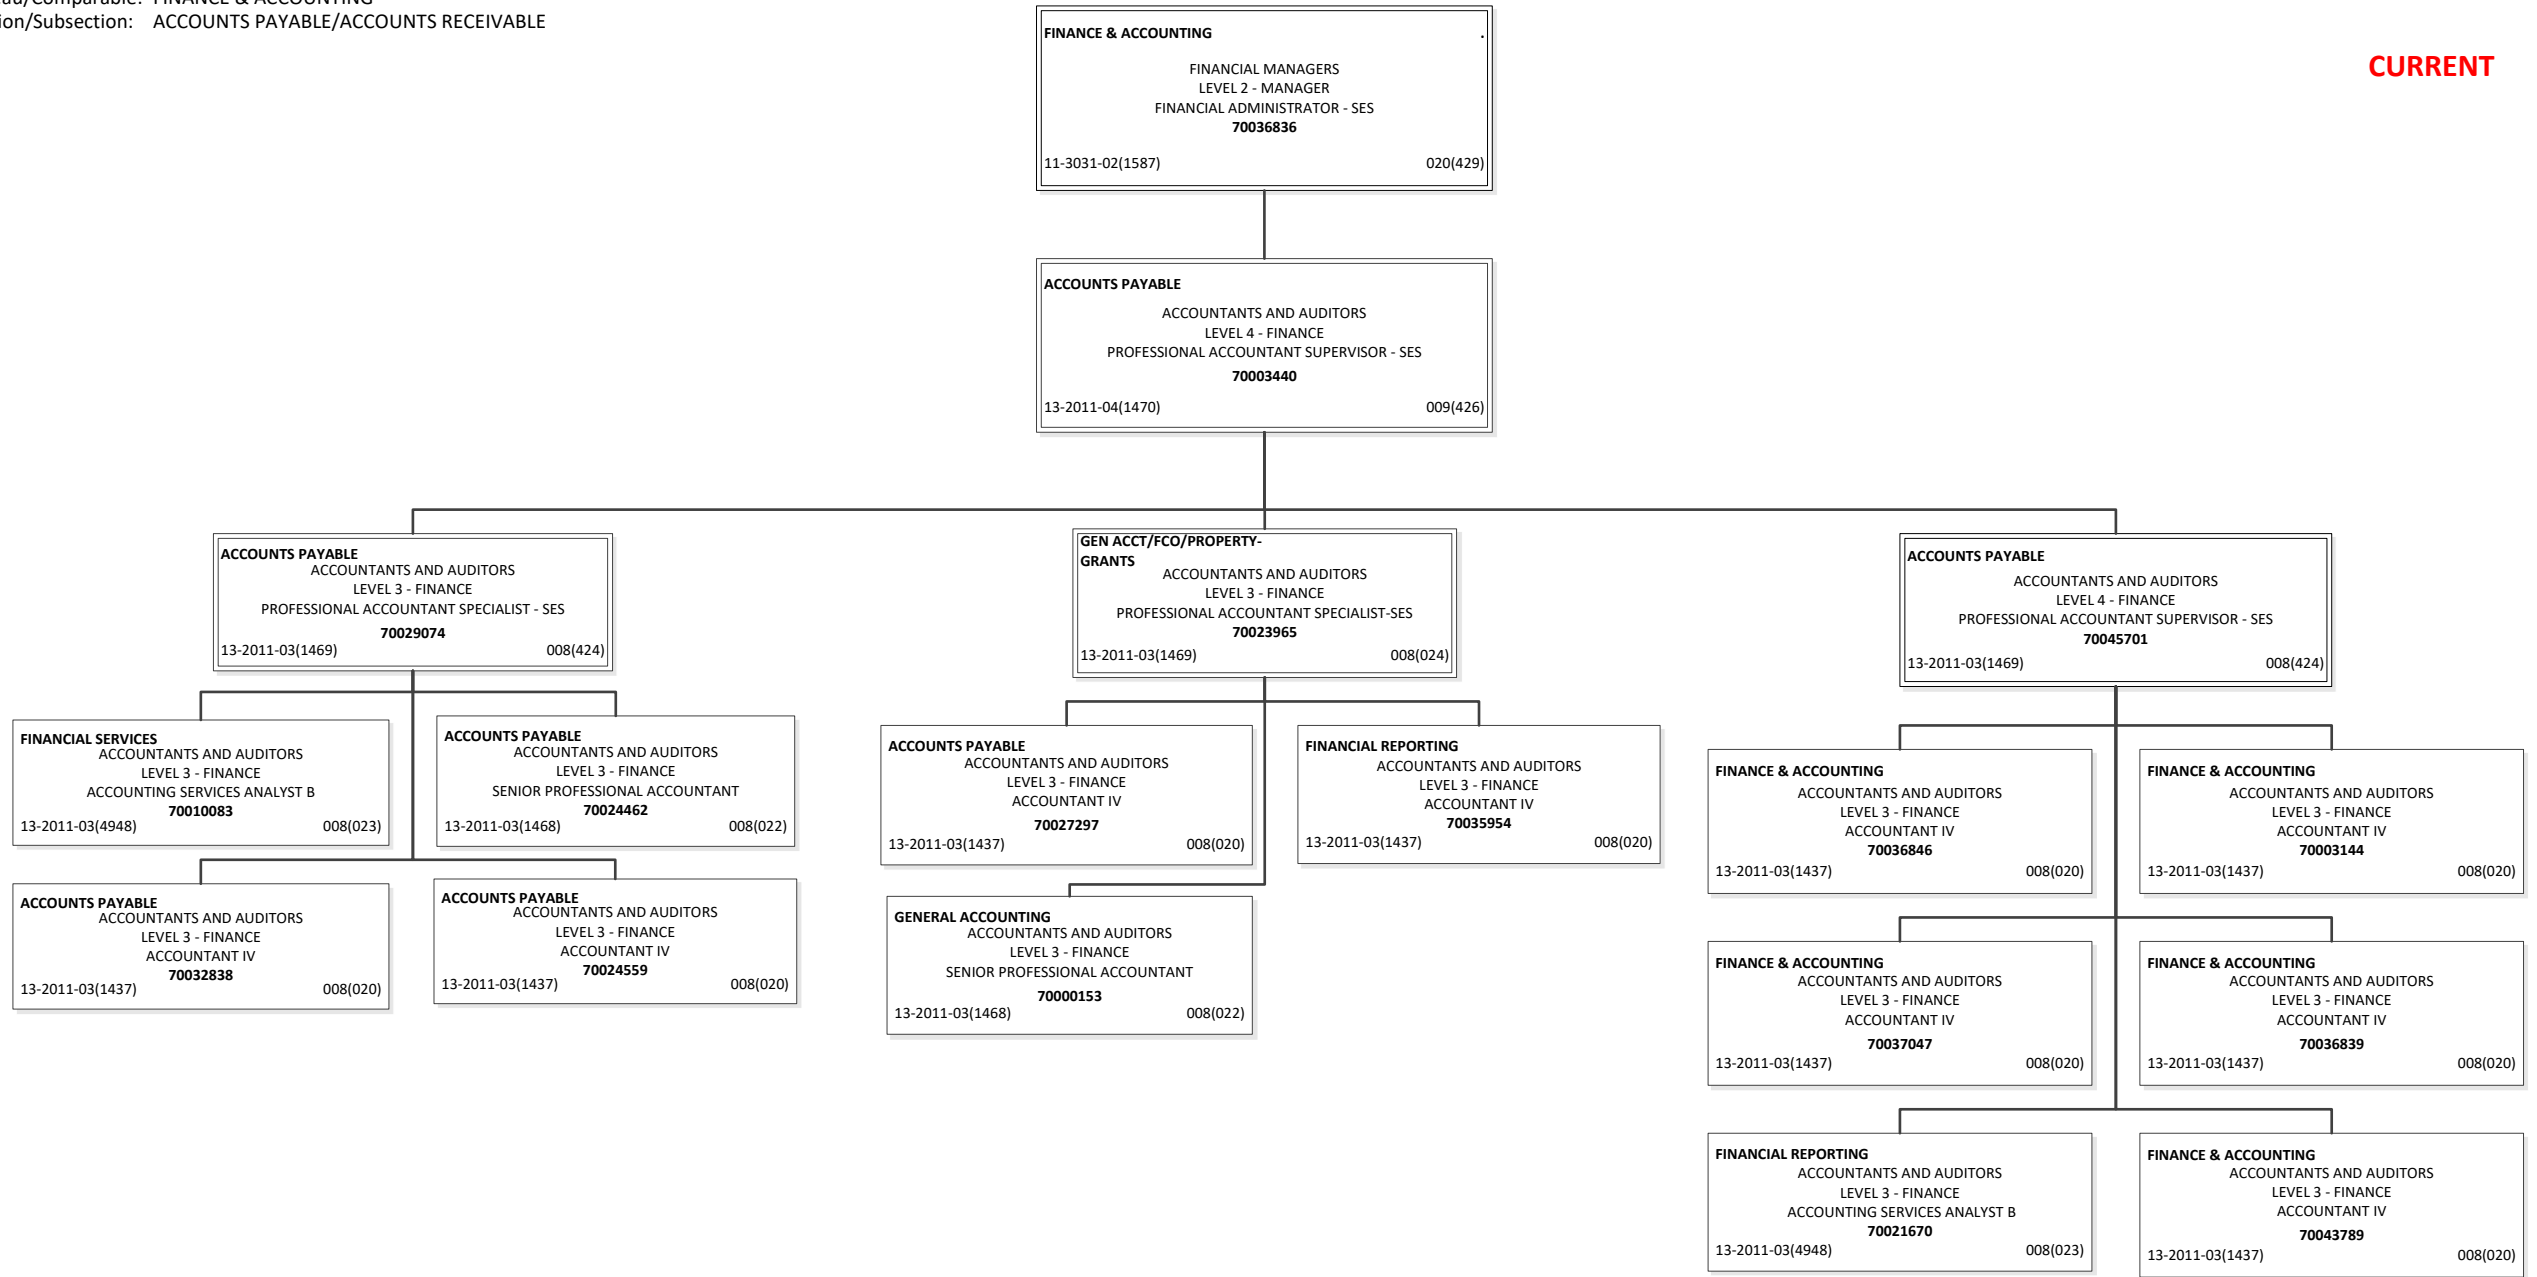 FINANCE & ACCOUNTING
ion/Subsection: ACCOUNTS PAYABLE/ACCOUNTS RECEIVABLE
CURRENT
FINANCE & ACCOUNTING .
FINANCIAL MANAGERS
LEVEL 2 - MANAGER
FINANCIAL ADMINISTRATOR - SES
70036836
11-3031-02(1587) 020(429)
ACCOUNTS PAYABLE
ACCOUNTANTS AND AUDITORS
LEVEL 4 - FINANCE
PROFESSIONAL ACCOUNTANT SUPERVISOR - SES
70003440
13-2011-04(1470) 009(426)
ACCOUNTS PAYABLE
ACCOUNTANTS AND AUDITORS
LEVEL 3 - FINANCE
PROFESSIONAL ACCOUNTANT SPECIALIST - SES
70029074
13-2011-03(1469) 008(424)
GEN ACCT/FCO/PROPERTY-
GRANTS
ACCOUNTANTS AND AUDITORS
LEVEL 3 - FINANCE
PROFESSIONAL ACCOUNTANT SPECIALIST-SES
70023965
13-2011-03(1469) 008(024)
ACCOUNTS PAYABLE
ACCOUNTANTS AND AUDITORS
LEVEL 4 - FINANCE
PROFESSIONAL ACCOUNTANT SUPERVISOR - SES
70045701
13-2011-03(1469) 008(424)
FINANCIAL SERVICES
ACCOUNTANTS AND AUDITORS
LEVEL 3 - FINANCE
ACCOUNTING SERVICES ANALYST B
70010083
13-2011-03(4948) 008(023)
ACCOUNTS PAYABLE
ACCOUNTANTS AND AUDITORS
LEVEL 3 - FINANCE
SENIOR PROFESSIONAL ACCOUNTANT
70024462
13-2011-03(1468) 008(022)
ACCOUNTS PAYABLE
ACCOUNTANTS AND AUDITORS
LEVEL 3 - FINANCE
ACCOUNTANT IV
70032838
13-2011-03(1437) 008(020)
ACCOUNTS PAYABLE
ACCOUNTANTS AND AUDITORS
LEVEL 3 - FINANCE
ACCOUNTANT IV
70024559
13-2011-03(1437) 008(020)
ACCOUNTS PAYABLE
ACCOUNTANTS AND AUDITORS
LEVEL 3 - FINANCE
ACCOUNTANT IV
70027297
13-2011-03(1437) 008(020)
FINANCIAL REPORTING
ACCOUNTANTS AND AUDITORS
LEVEL 3 - FINANCE
ACCOUNTANT IV
70035954
13-2011-03(1437) 008(020)
GENERAL ACCOUNTING
ACCOUNTANTS AND AUDITORS
LEVEL 3 - FINANCE
SENIOR PROFESSIONAL ACCOUNTANT
70000153
13-2011-03(1468) 008(022)
FINANCE & ACCOUNTING
ACCOUNTANTS AND AUDITORS
LEVEL 3 - FINANCE
ACCOUNTANT IV
70036846
13-2011-03(1437) 008(020)
FINANCE & ACCOUNTING
ACCOUNTANTS AND AUDITORS
LEVEL 3 - FINANCE
ACCOUNTANT IV
70003144
13-2011-03(1437) 008(020)
FINANCE & ACCOUNTING
ACCOUNTANTS AND AUDITORS
LEVEL 3 - FINANCE
ACCOUNTANT IV
70037047
13-2011-03(1437) 008(020)
FINANCE & ACCOUNTING
ACCOUNTANTS AND AUDITORS
LEVEL 3 - FINANCE
ACCOUNTANT IV
70036839
13-2011-03(1437) 008(020)
FINANCIAL REPORTING
ACCOUNTANTS AND AUDITORS
LEVEL 3 - FINANCE
ACCOUNTING SERVICES ANALYST B
70021670
13-2011-03(4948) 008(023)
FINANCE & ACCOUNTING
ACCOUNTANTS AND AUDITORS
LEVEL 3 - FINANCE
ACCOUNTANT IV
70043789
13-2011-03(1437) 008(020)